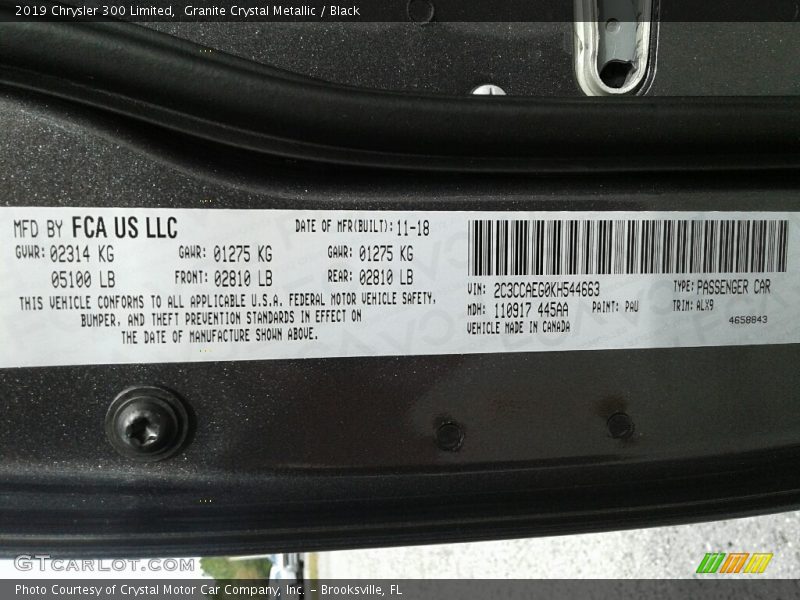 2019 Chrysler 300 Limited, Granite Crystal Metallic / Black
MFD BY FCA US LLC DATE OF MFR(BUILT): 11-18
GVWR: 02314 KG GAWR: 01275 KG GAWR: 01275 KG
05100 LB FRONT: 02810 LB REAR: 02810 LB
THIS VEHICLE CONFORMS TO ALL APPLICABLE U.S.A. FEDERAL MOTOR VEHICLE SAFETY,
BUMPER, AND THEFT PREVENTION STANDARDS IN EFFECT ON
THE DATE OF MANUFACTURE SHOWN ABOVE.
VIN: 2C3CCAEG0KH544663 TYPE: PASSENGER CAR
MDH: 110917 445AA PAINT: PAU TRIM: ALX9
VEHICLE MADE IN CANADA 4658843
GTCARLOT.COM
Photo Courtesy of Crystal Motor Car Company, Inc. - Brooksville, FL